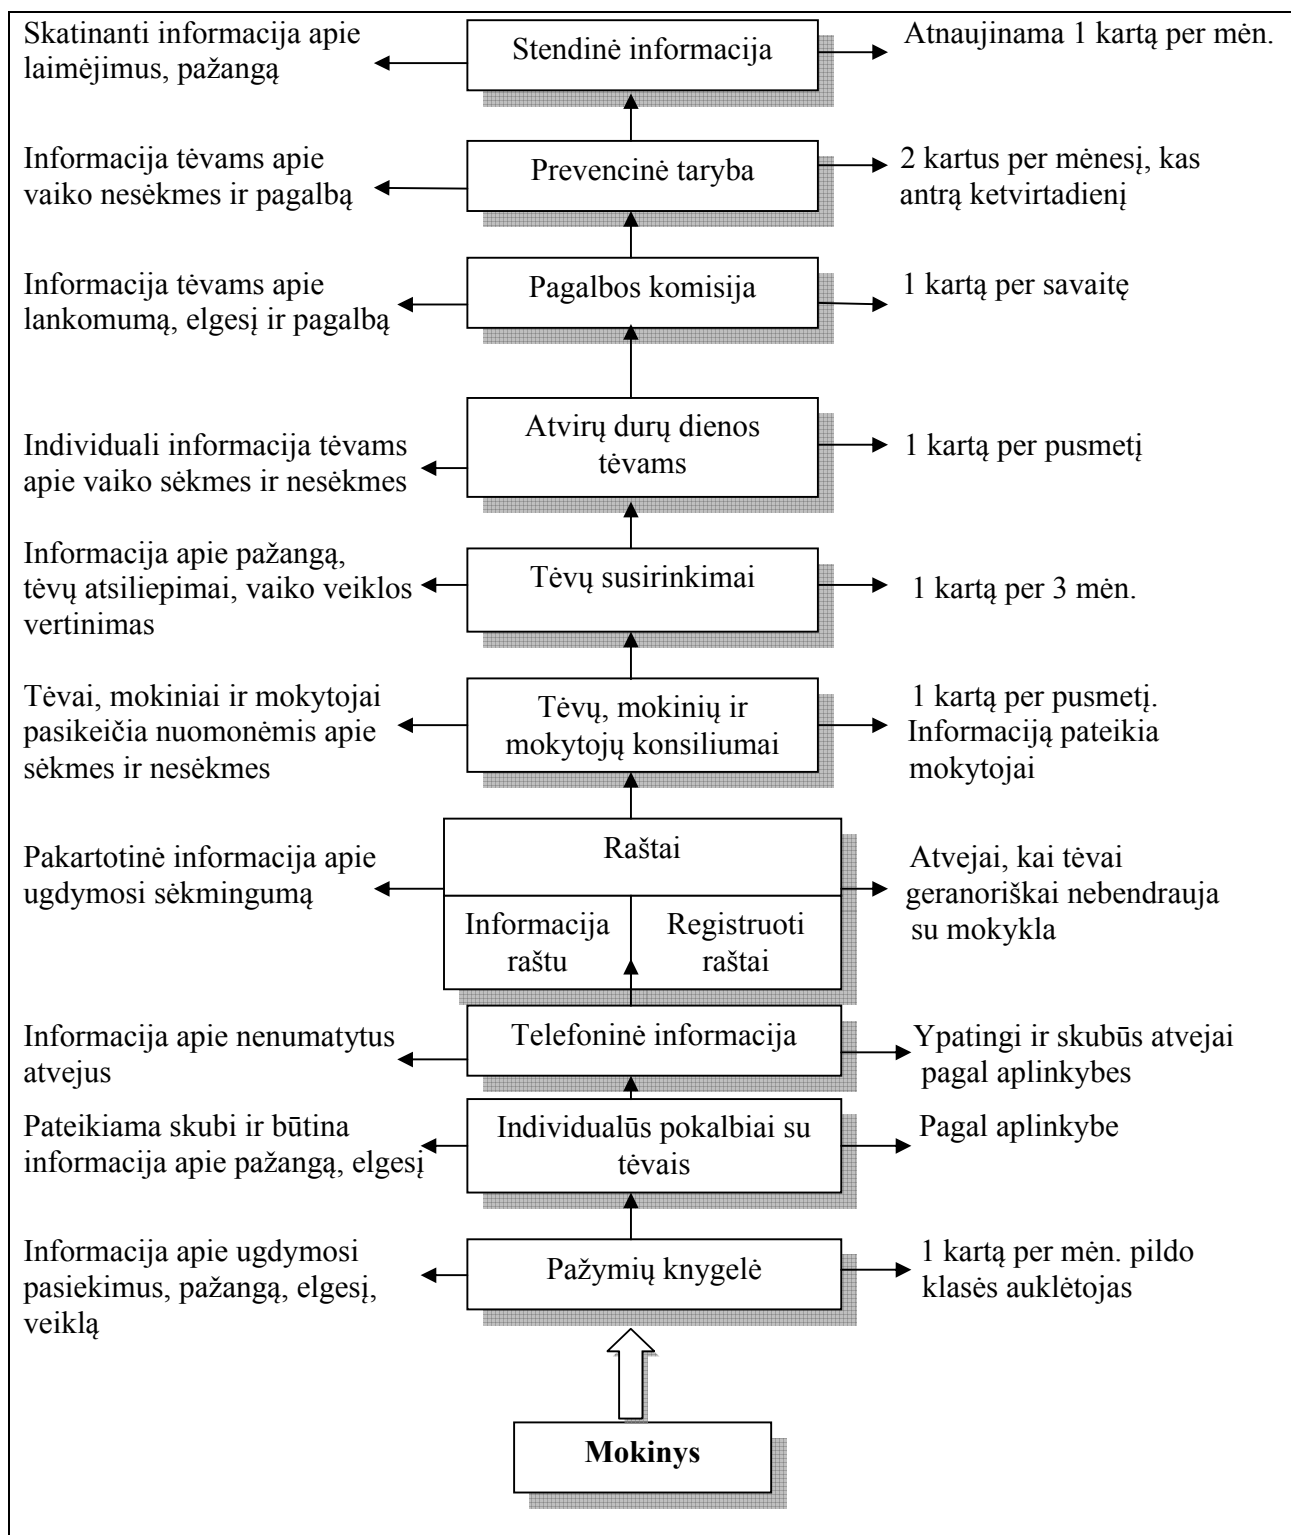 Skatinanti informacija apie
laimėjimus, pažangą
Stendinė informacija
Atnaujinama 1 kartą per mėn.
Informacija tėvams apie
vaiko nesėkmes ir pagalbą
Prevencinė taryba
2 kartus per mėnesį, kas
antrą ketvirtadienį
Informacija tėvams apie
lankomumą, elgesį ir pagalbą
Pagalbos komisija
1 kartą per savaitę
Individuali informacija tėvams
apie vaiko sėkmes ir nesėkmes
Atvirų durų dienos
tėvams
1 kartą per pusmetį
Informacija apie pažangą,
tėvų atsiliepimai, vaiko veiklos
vertinimas
Tėvų susirinkimai
1 kartą per 3 mėn.
Tėvai, mokiniai ir mokytojai
pasikeičia nuomonėmis apie
sėkmes ir nesėkmes
Tėvų, mokinių ir
mokytojų konsiliumai
1 kartą per pusmetį.
Informaciją pateikia
mokytojai
Pakartotinė informacija apie
ugdymosi sėkmingumą
Raštai
Informacija
raštu
Registruoti
raštai
Atvejai, kai tėvai
geranoriškai nebendrauja
su mokykla
Informacija apie nenumatytus
atvejus
Telefoninė informacija
Ypatingi ir skubūs atvejai
pagal aplinkybes
Pateikiama skubi ir būtina
informacija apie pažangą, elgesį
Individualūs pokalbiai su
tėvais
Pagal aplinkybe
Informacija apie ugdymosi
pasiekimus, pažangą, elgesį,
veiklą
Pažymių knygelė
1 kartą per mėn. pildo
klasės auklėtojas
Mokinys